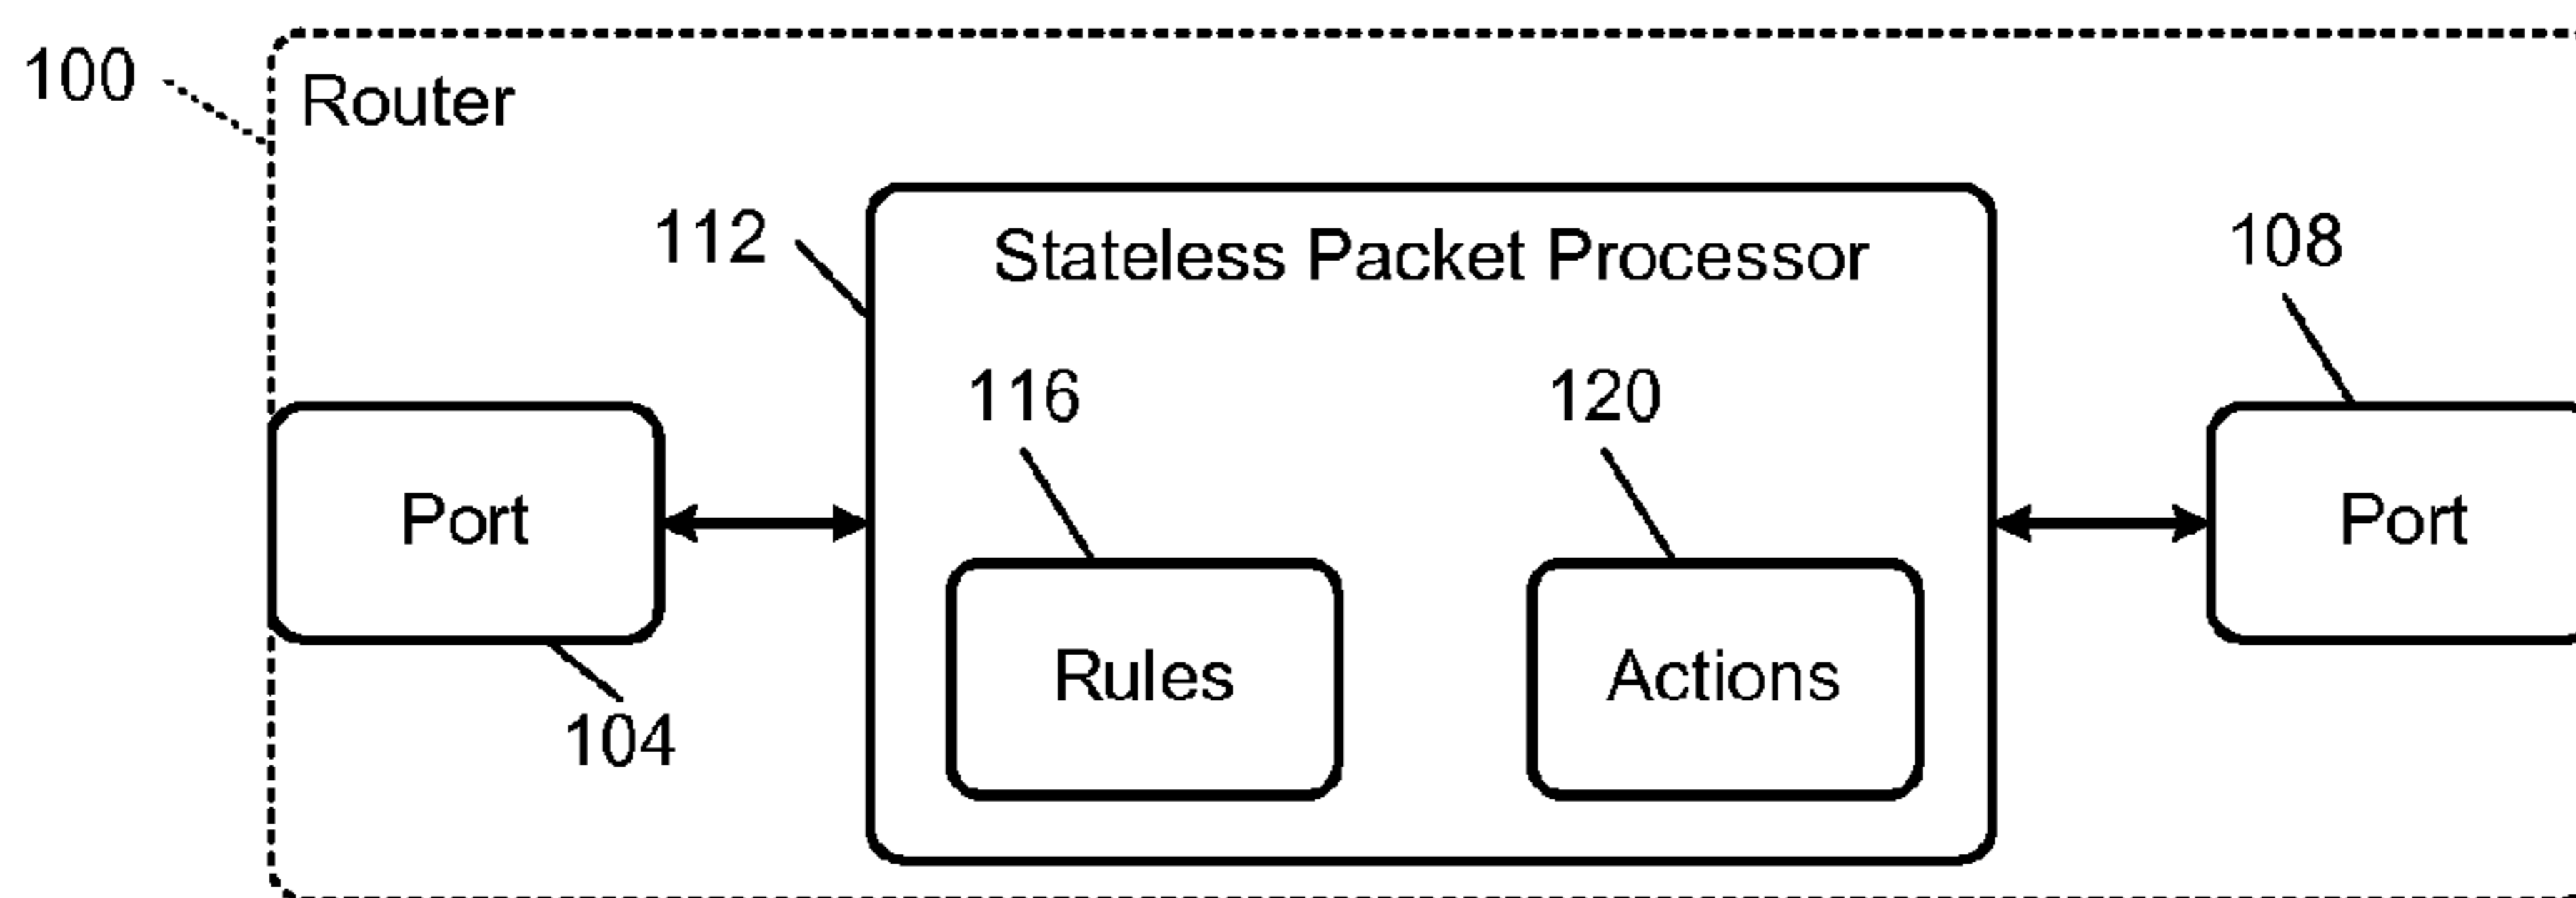 100
Router
112
Stateless Packet Processor
108
116
120
Port
Port
Rules
Actions
104